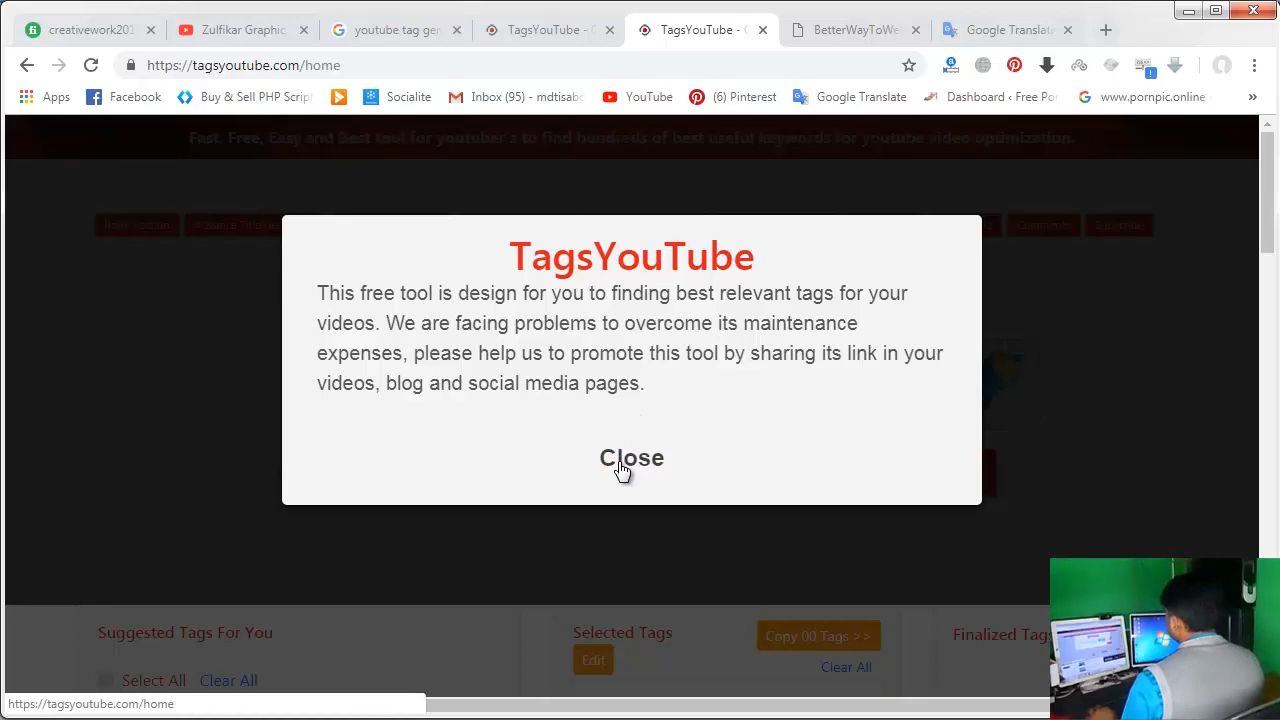 creativework201
Zulfikar Graphic
youtube tag gen
TagsYouTube - C
TagsYouTube - C
BetterWayToWe
Google Translate
https://tagsyoutube.com/home
Apps
Facebook
Buy & Sell PHP Script
Socialite
Inbox (95) - mdtisabo
YouTube
(6) Pinterest
Google Translate
Dashboard ‹ Free Po
www.pornpic.online -
Fast, Free, Easy and Best tool for youtube's to find hundreds of best useful keywords for youtube video optimization.
TagsYouTube
This free tool is design for you to finding best relevant tags for your
videos. We are facing problems to overcome its maintenance
expenses, please help us to promote this tool by sharing its link in your
videos, blog and social media pages.
Close
Suggested Tags For You
Selected Tags
Copy 00 Tags >>
Finalized Tags
Edit
Clear All
Select All
Clear All
https://tagsyoutube.com/home